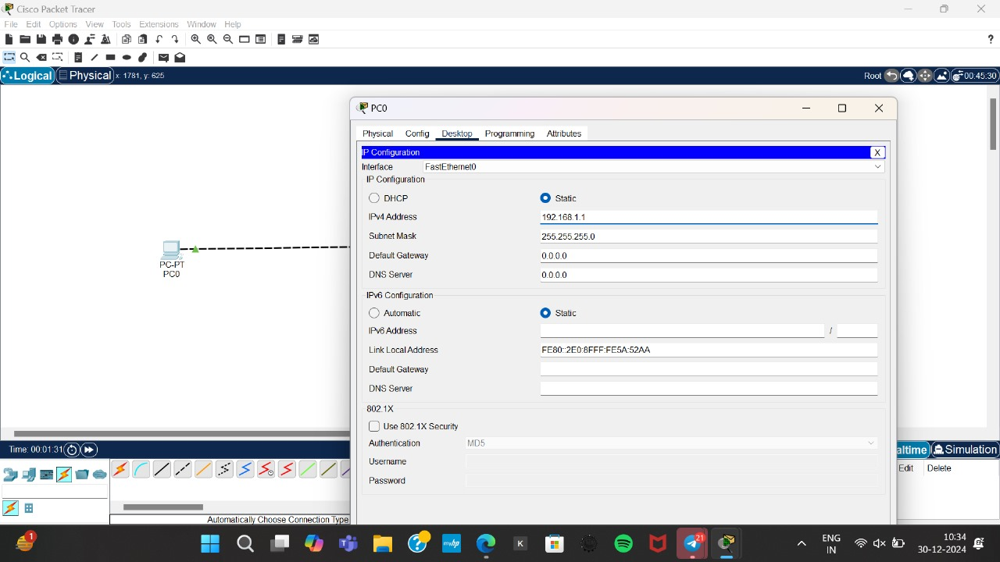 Cisco Packet Tracer
File Edit Options View Tools Extensions Window Help
?
Logical Physical x: 1781, y: 625 Root 00:45:30
PC0
Physical Config Desktop Programming Attributes
IP Configuration X
Interface FastEthernet0
IP Configuration
DHCP Static
IPv4 Address 192.168.1.1
Subnet Mask 255.255.255.0
Default Gateway 0.0.0.0
DNS Server 0.0.0.0
IPv6 Configuration
Automatic Static
IPv6 Address /
Link Local Address FE80::2E0:8FFF:FE5A:52AA
Default Gateway
DNS Server
802.1X
Use 802.1X Security
Authentication MD5
Username
Password
PC-PT
PC0
Time: 00:01:31 altime Simulation
Edit Delete
Automatically Choose Connection Type
1 myhp K 21 ENG
IN
10:34
30-12-2024